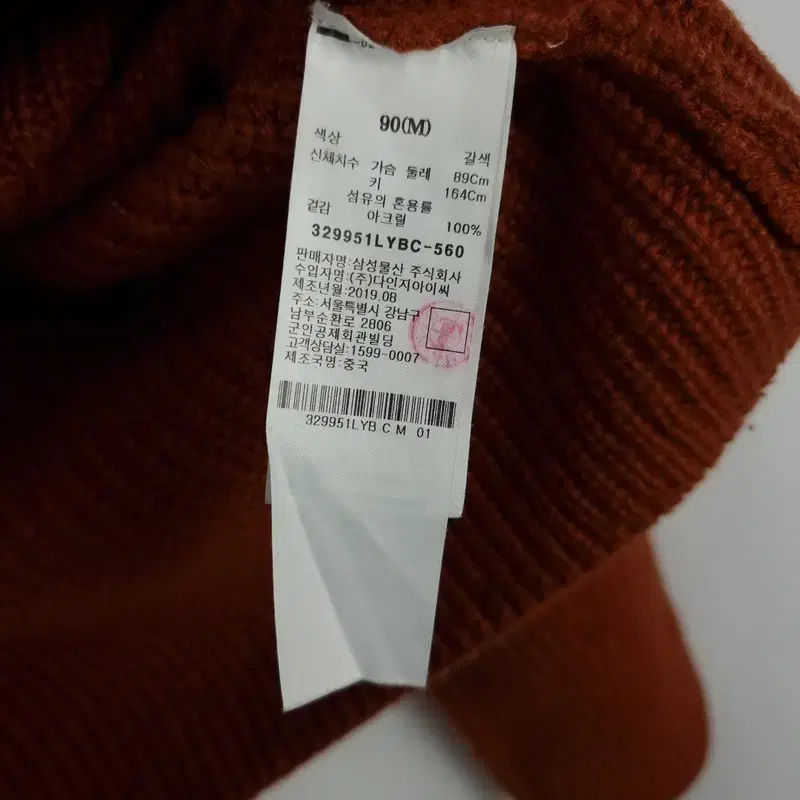 90(M)
색상 갈색
신체치수 가슴 둘레 89Cm
키 164Cm
섬유의 혼용률
겉감 아크릴 100%
329951LYBC-560
판매자명:삼성물산 주식회사
수입자명:(주)다인지아이씨
제조년월:2019.08
주소:서울특별시 강남구
남부순환로 2806
군인공제회관빌딩
고객상담실:1599-0007
제조국명:중국
329951LYB C M 01